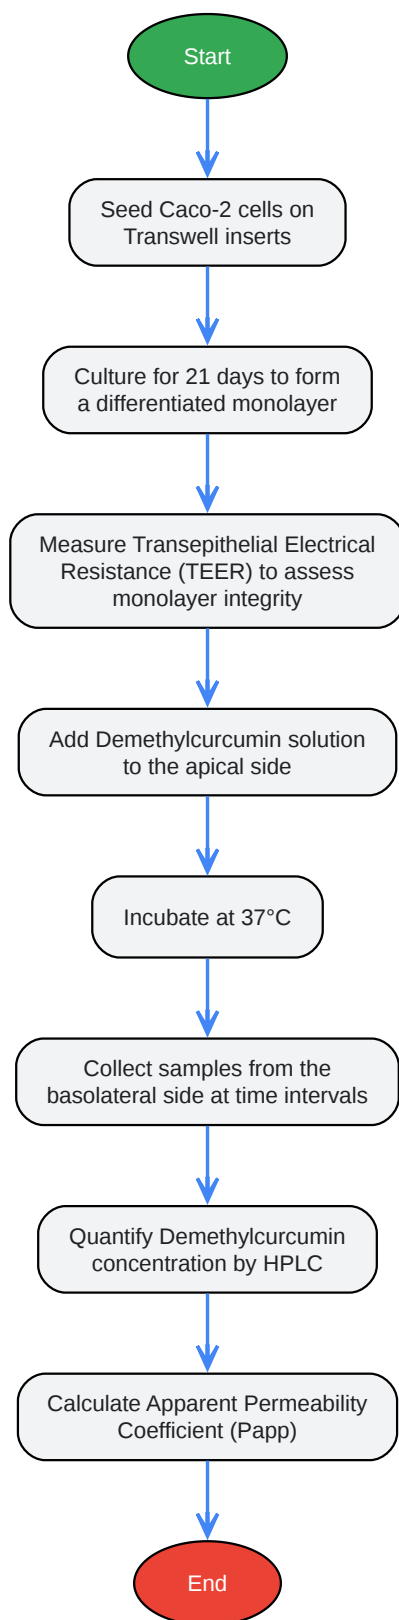 Start
Seed Caco-2 cells on
Transwell inserts
Culture for 21 days to form
a differentiated monolayer
Measure Transepithelial Electrical
Resistance (TEER) to assess
monolayer integrity
Add Demethylcurcumin solution
to the apical side
Incubate at 37°C
Collect samples from the
basolateral side at time intervals
Quantify Demethylcurcumin
concentration by HPLC
Calculate Apparent Permeability
Coefficient (Papp)
End